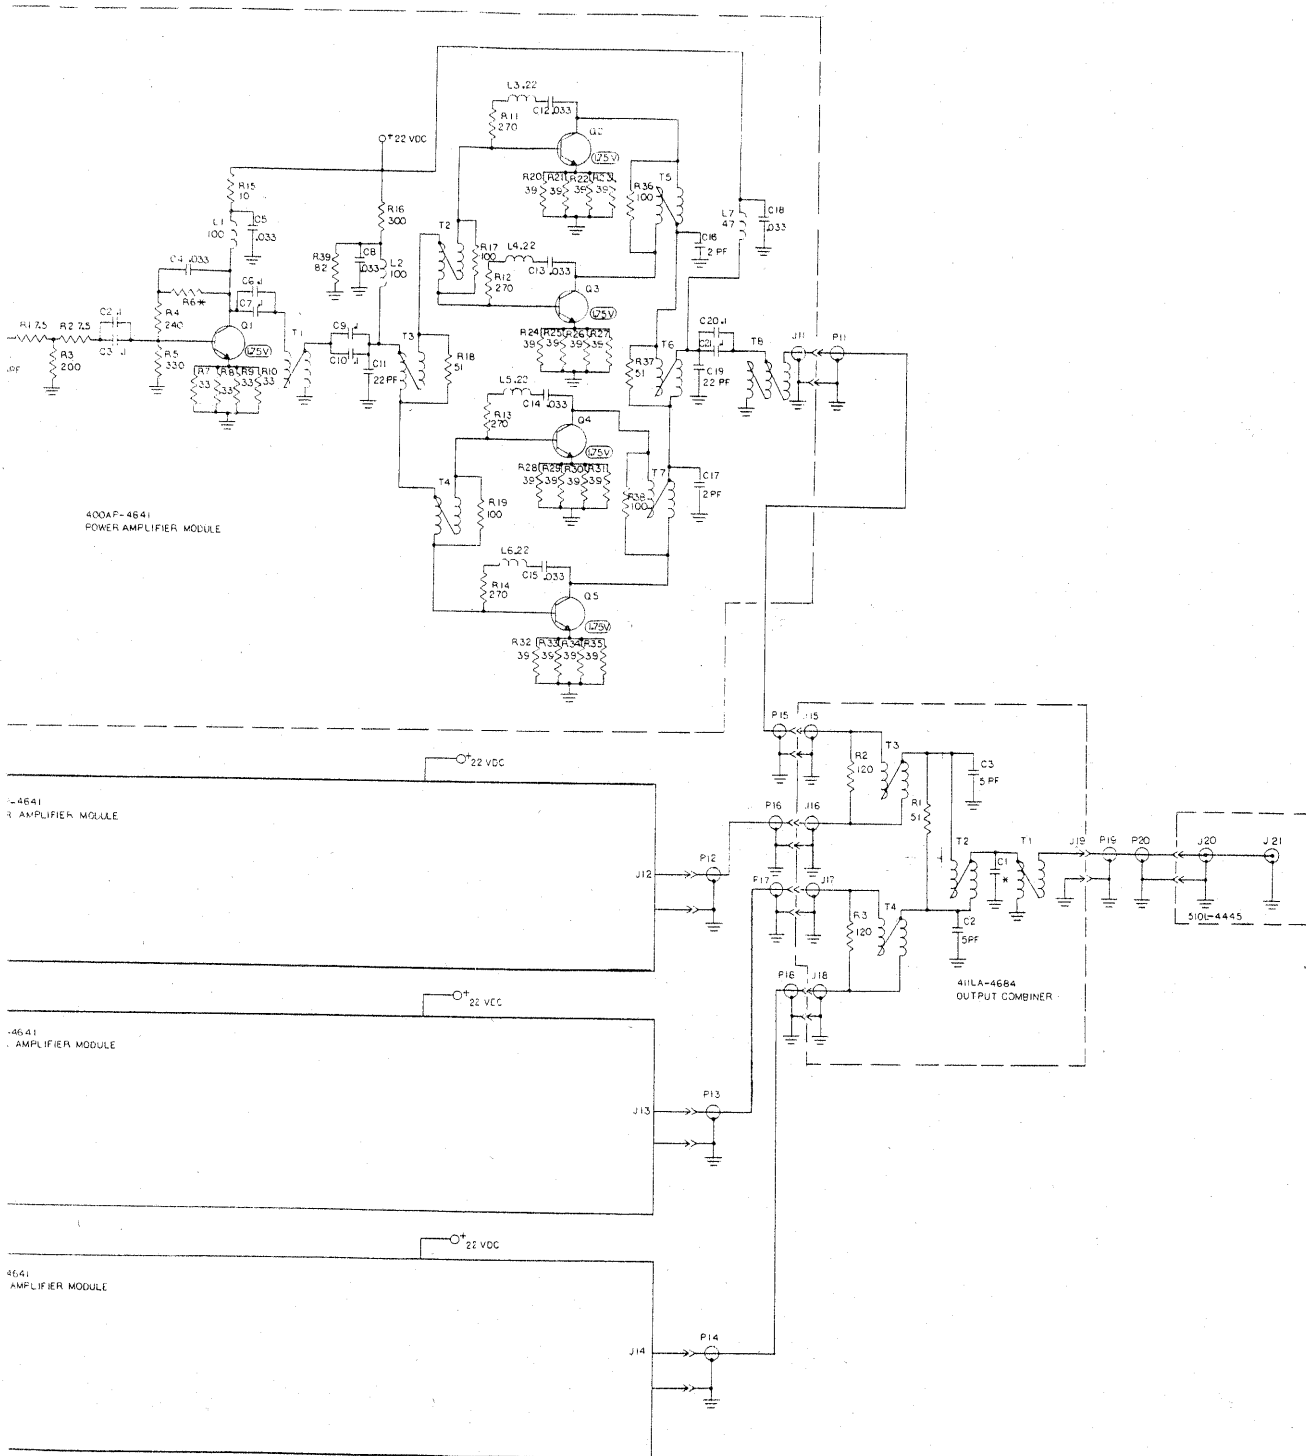 L3.22
C12.033
R11
270
Q2
1.75V
+22 VDC
R15
10
R20 R21 R22 R23
39 39 39 39
R36
100
T5
L1
100
C5
.033
R16
300
T2
L7
47
C18
.033
C16
2 PF
R39
82
C8
.033
L2
100
R17
100
L4.22
C13 .033
R12
270
C4 .033
R6*
C6 .1
C7 .1
Q3
1.75V
R4
240
Q1
1.75V
R1 7.5
R2 7.5
C2 .1
C3 .1
R3
200
R5
330
T1
C9 .1
C10 .1
T3
R24 R25 R26 R27
39 39 39 39
T6
R37
51
C20 .1
C21 .1
T8
J11
P11
R7 R8 R9 R10
33 33 33 33
C11
22 PF
R18
51
C19
22 PF
.0PF
L5.22
C14 .033
R13
270
Q4
1.75V
R28 R29 R30 R31
39 39 39 39
T4
R19
100
R38
100
T7
C17
2 PF
400AP-4641
POWER AMPLIFIER MODULE
L6.22
C15 .033
R14
270
Q5
1.75V
R32 R33 R34 R35
39 39 39 39
P15
J15
R2
120
T3
C3
5 PF
+22 VDC
-4641
R AMPLIFIER MODULE
P16
J16
R1
51
T2
C1
*
T1
J19
P19
P20
J20
J21
J12
P12
P17
J17
R3
120
T4
C2
5PF
510L-4445
P18
J18
411LA-4684
OUTPUT COMBINER
+22 VDC
-4641
AMPLIFIER MODULE
J13
P13
+22 VDC
4641
AMPLIFIER MODULE
J14
P14